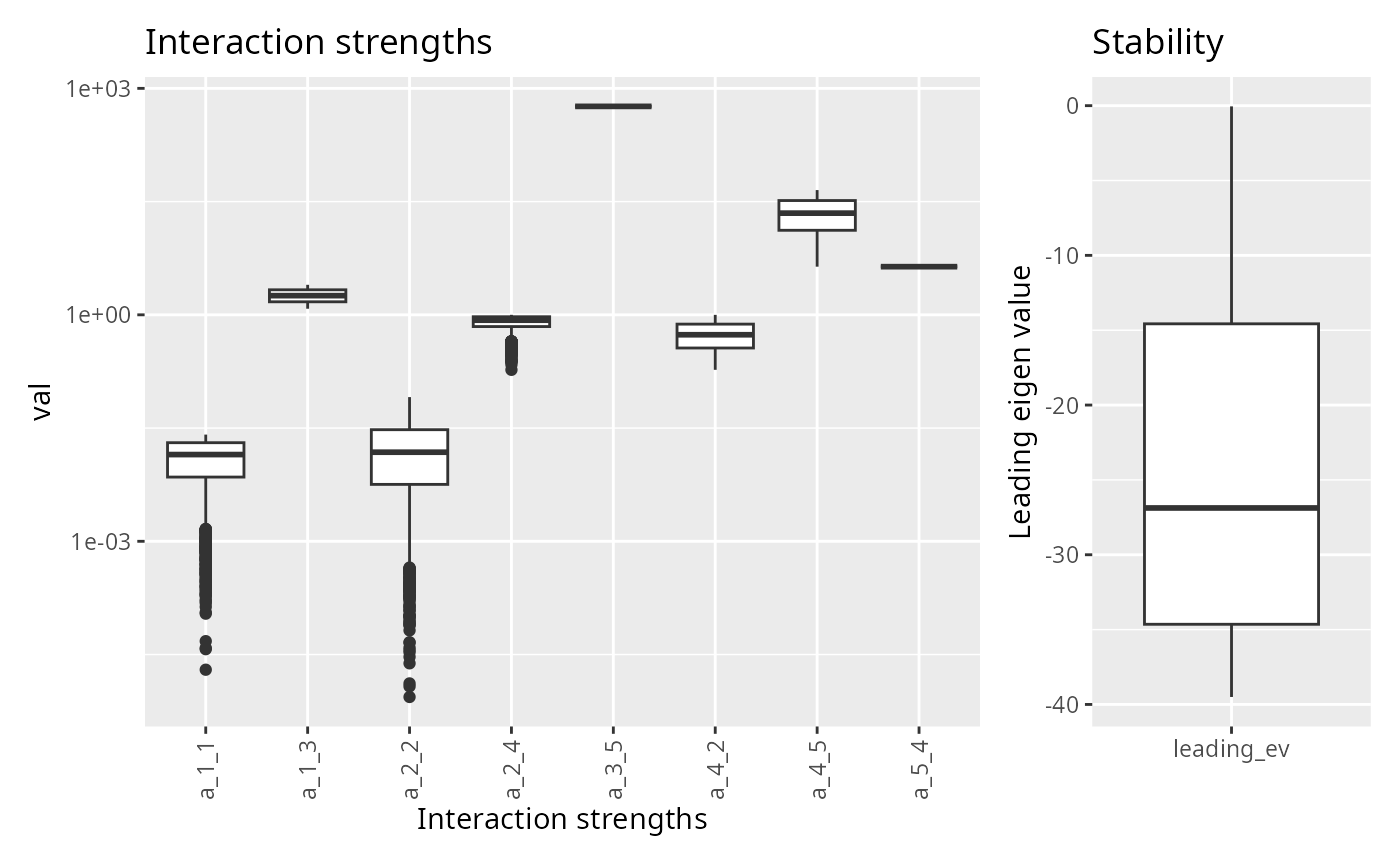 Interaction strengths
1e+03
1e+00
1e-03
val
a_1_1
a_1_3
a_2_2
a_2_4
a_3_5
a_4_2
a_4_5
a_5_4
Interaction strengths
Stability
0
-10
-20
-30
-40
Leading eigen value
leading_ev